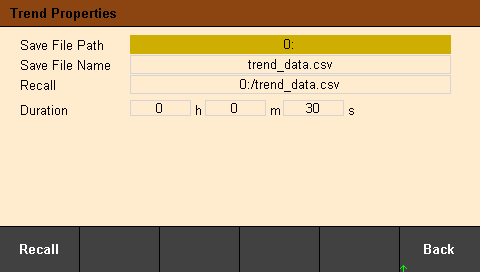 Trend Properties
Save File Path 0:
Save File Name trend_data.csv
Recall 0:/trend_data.csv
Duration 0 h 0 m 30 s
Recall Back